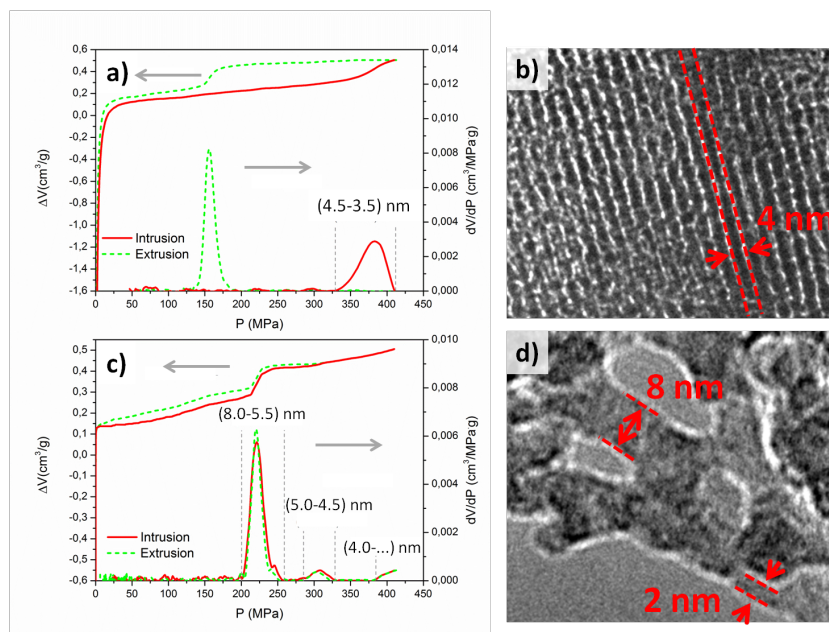 a)
0,6
0,4
0,2
0,0
-0,2
-0,4
-0,6
-0,8
-1,0
-1,2
-1,4
-1,6
ΔV(cm³/g)
0,014
0,012
0,010
0,008
0,006
0,004
0,002
0,000
dV/dP (cm³/MPag)
(4.5-3.5) nm
Intrusion
Extrusion
0 50 100 150 200 250 300 350 400 450
P (MPa)
b)
4 nm
c)
0,5
0,4
0,3
0,2
0,1
0,0
-0,1
-0,2
-0,3
-0,4
-0,5
-0,6
ΔV(cm³/g)
0,010
0,008
0,006
0,004
0,002
0,000
dV/dP (cm³/MPag)
(8.0-5.5) nm
(5.0-4.5) nm
(4.0-...) nm
Intrusion
Extrusion
0 50 100 150 200 250 300 350 400 450
P (MPa)
d)
8 nm
2 nm